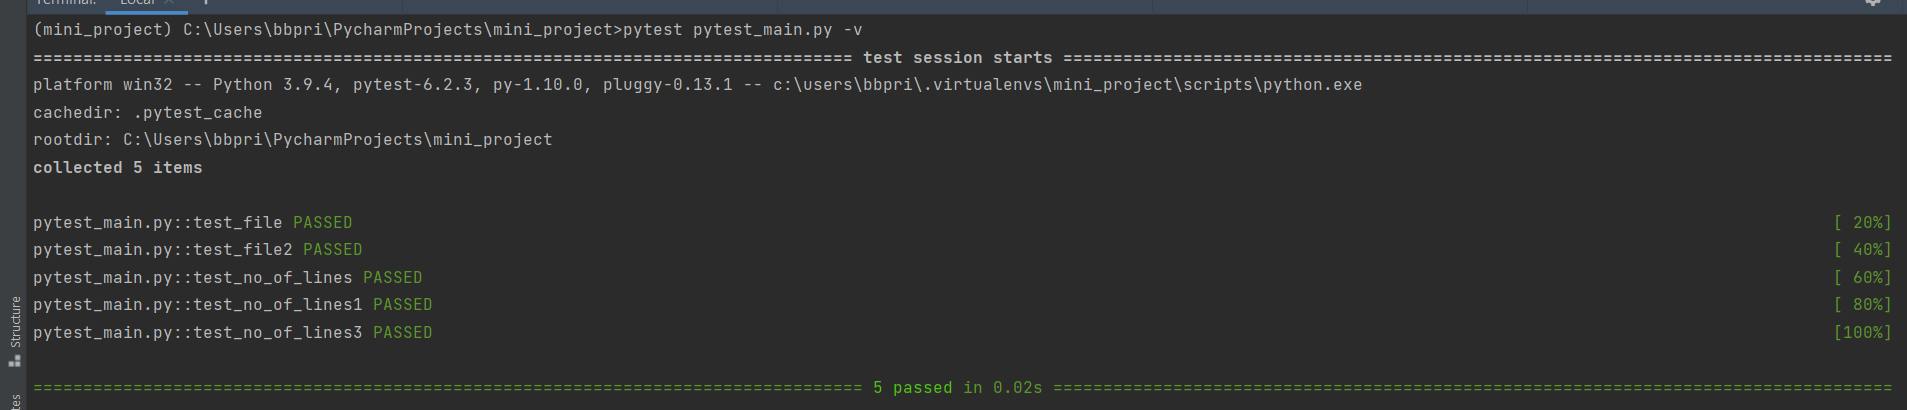 Terminal: Local
(mini_project) C:\Users\bbpri\PycharmProjects\mini_project>pytest pytest_main.py -v
================================================================================== test session starts ===================================================================================
platform win32 -- Python 3.9.4, pytest-6.2.3, py-1.10.0, pluggy-0.13.1 -- c:\users\bbpri\.virtualenvs\mini_project\scripts\python.exe
cachedir: .pytest_cache
rootdir: C:\Users\bbpri\PycharmProjects\mini_project
collected 5 items
pytest_main.py::test_file PASSED [ 20%]
pytest_main.py::test_file2 PASSED [ 40%]
pytest_main.py::test_no_of_lines PASSED [ 60%]
pytest_main.py::test_no_of_lines1 PASSED [ 80%]
pytest_main.py::test_no_of_lines3 PASSED [100%]
=================================================================================== 5 passed in 0.02s ====================================================================================
Structure